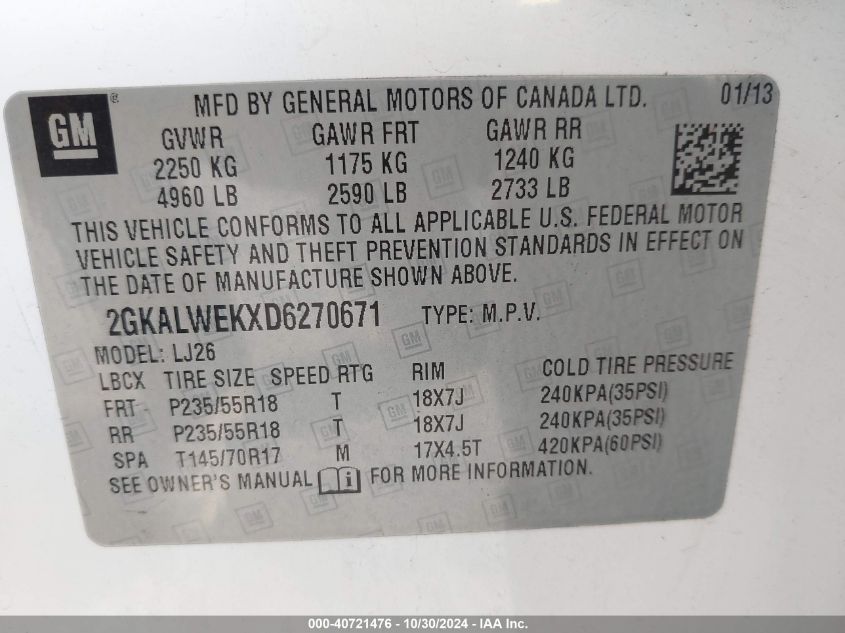 GM ® MFD BY GENERAL MOTORS OF CANADA LTD. 01/13
GVWR GAWR FRT GAWR RR
2250 KG 1175 KG 1240 KG
4960 LB 2590 LB 2733 LB
THIS VEHICLE CONFORMS TO ALL APPLICABLE U.S. FEDERAL MOTOR
VEHICLE SAFETY AND THEFT PREVENTION STANDARDS IN EFFECT ON
THE DATE OF MANUFACTURE SHOWN ABOVE.
2GKALWEKXD6270671 TYPE: M.P.V.
MODEL: LJ26
LBCX TIRE SIZE SPEED RTG RIM COLD TIRE PRESSURE
FRT P235/55R18 T 18X7J 240KPA(35PSI)
RR P235/55R18 T 18X7J 240KPA(35PSI)
SPA T145/70R17 M 17X4.5T 420KPA(60PSI)
SEE OWNER'S MANUAL i FOR MORE INFORMATION.
000-40721476 - 10/30/2024 - IAA Inc.